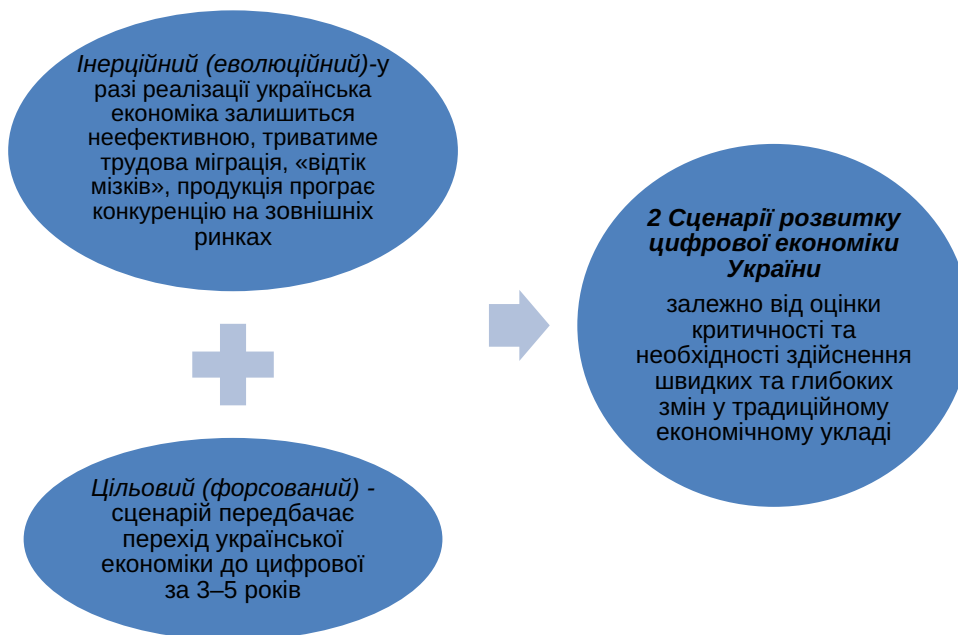 Інерційний (еволюційний)-у
разі реалізації українська
економіка залишиться
неефективною, триватиме
трудова міграція, «відтік
мізків», продукція програє
конкуренцію на зовнішніх
ринках
Цільовий (форсований) -
сценарій передбачає
перехід української
економіки до цифрової
за 3–5 років
2 Сценарії розвитку
цифрової економіки
України
залежно від оцінки
критичності та
необхідності здійснення
швидких та глибоких
змін у традиційному
економічному укладі